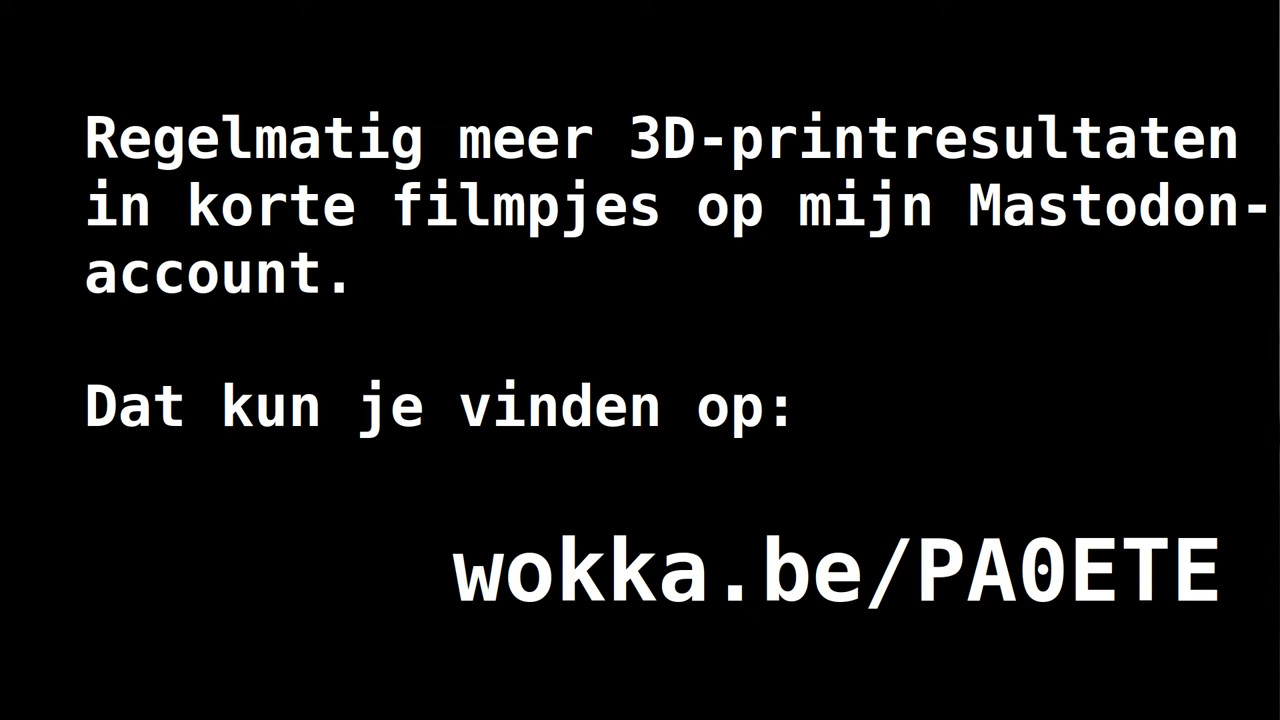 Regelmatig meer 3D-printresultaten
in korte filmpjes op mijn Mastodon-
account.
Dat kun je vinden op:
wokka.be/PA0ETE